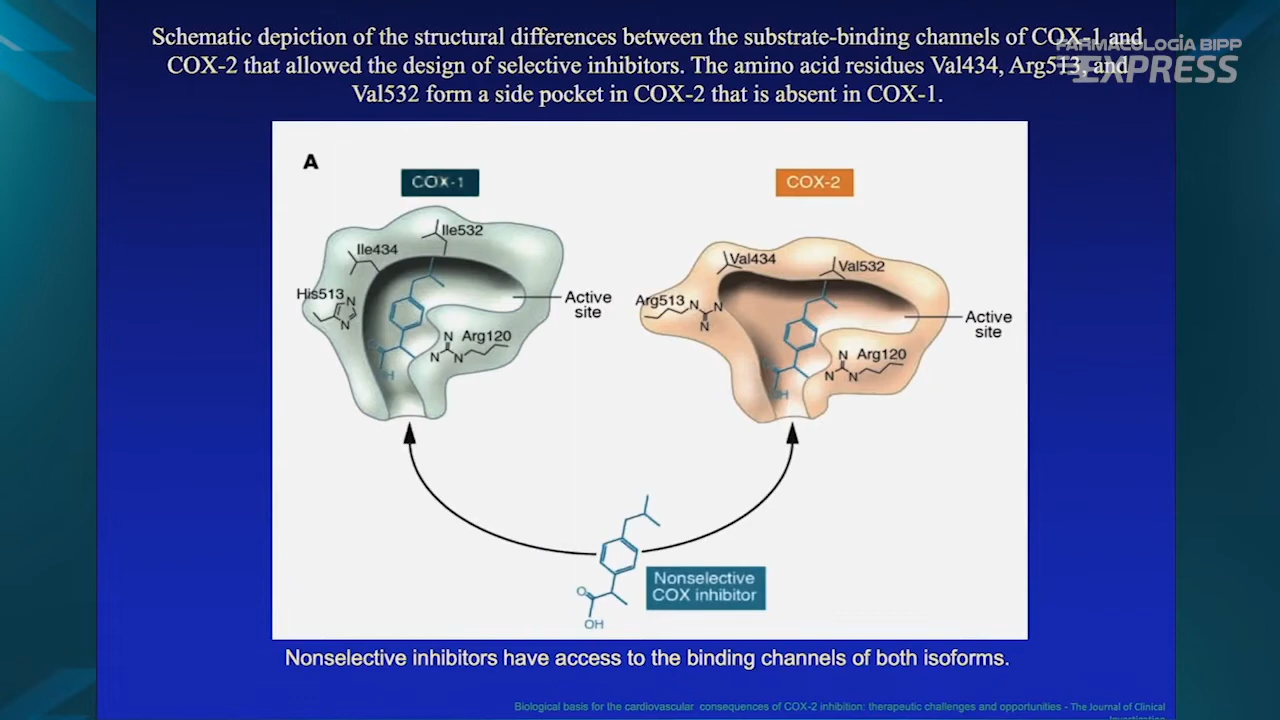 Schematic depiction of the structural differences between the substrate-binding channels of COX-1 and
COX-2 that allowed the design of selective inhibitors. The amino acid residues Val434, Arg513, and
Val532 form a side pocket in COX-2 that is absent in COX-1.
FARMACOLOGÍA BIPP
EXPRESS
A
COX-1
COX-2
Ile532
Ile434
His513
N
N
Active
site
N
Arg120
N
N
Val434
Val532
Arg513
N
N
N
Active
site
N
Arg120
N
N
OH
O
OH
Nonselective
COX inhibitor
Nonselective inhibitors have access to the binding channels of both isoforms.
Biological basis for the cardiovascular consequences of COX-2 inhibition: therapeutic challenges and opportunities - The Journal of Clinical